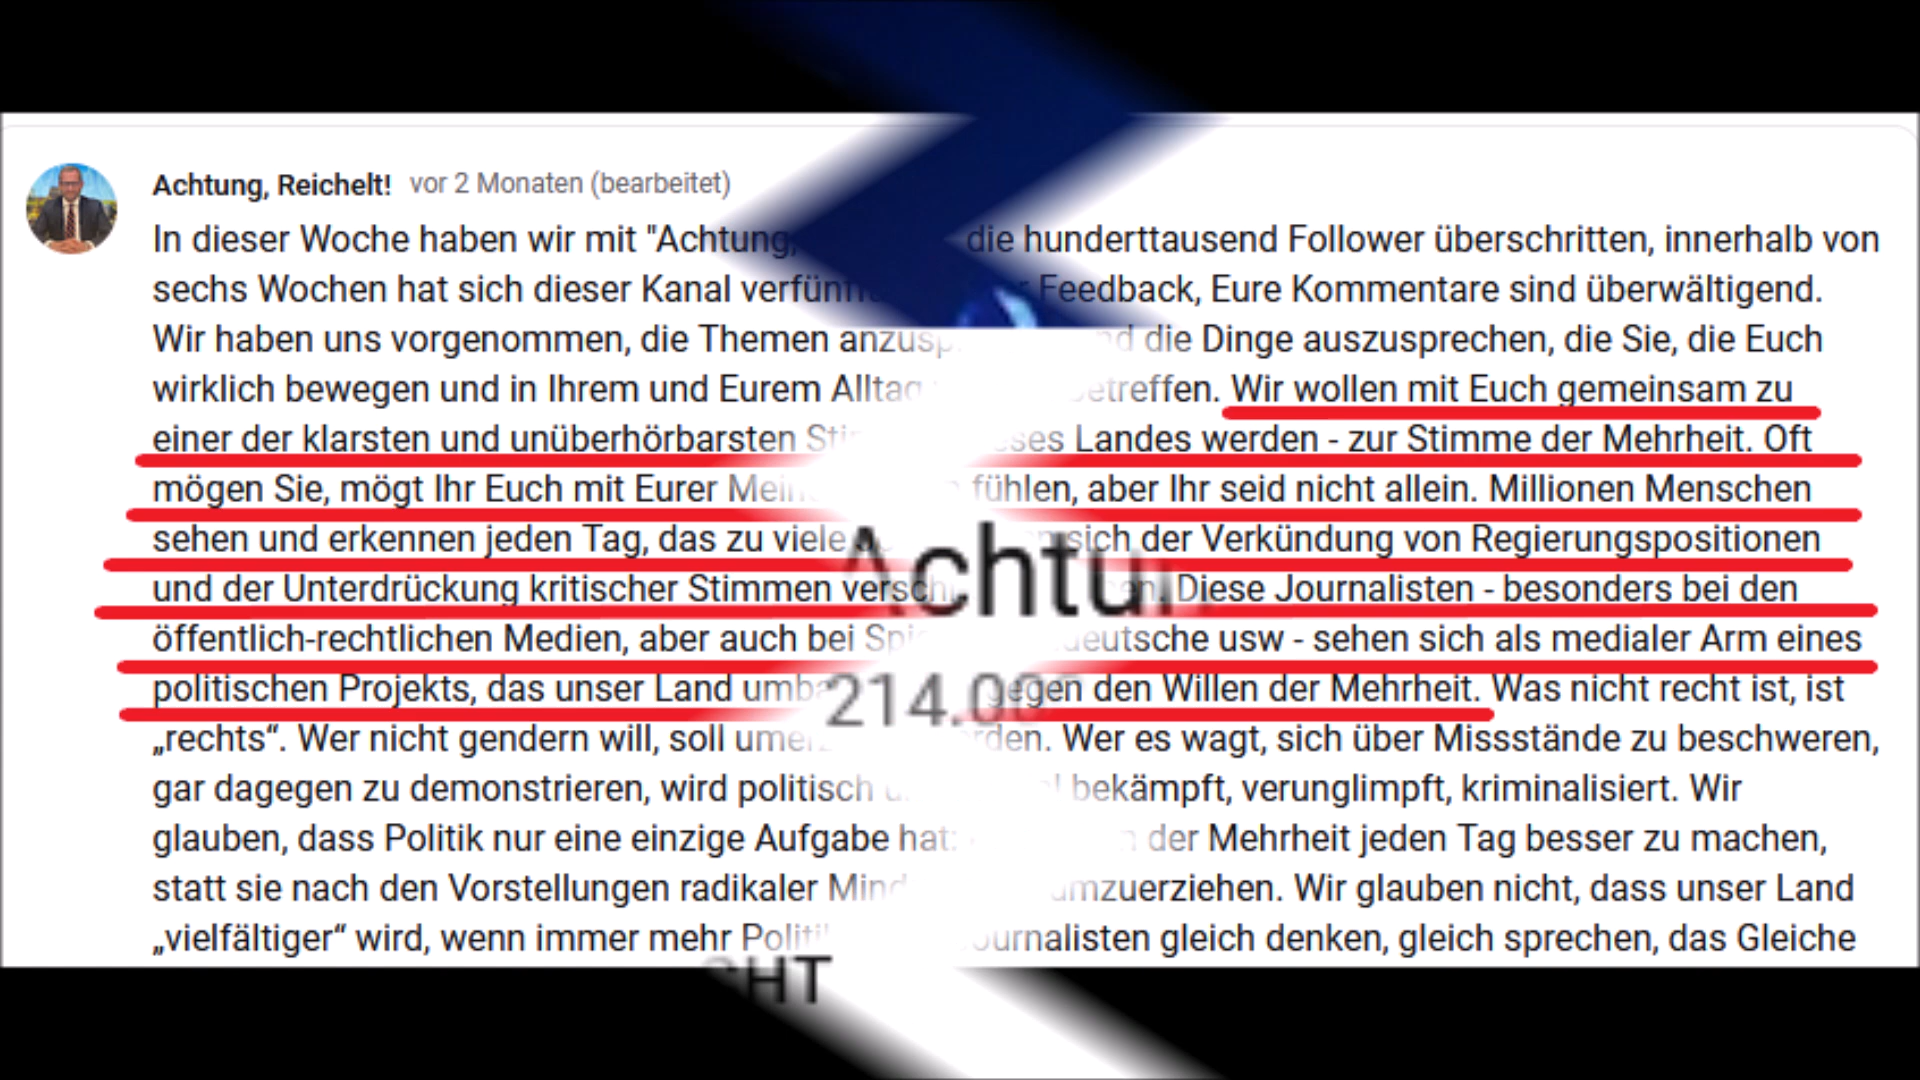 Achtung, Reichelt! vor 2 Monaten (bearbeitet)
In dieser Woche haben wir mit "Achtung, die hunderttausend Follower überschritten, innerhalb von
sechs Wochen hat sich dieser Kanal Feedback, Eure Kommentare sind überwältigend.
Wir haben uns vorgenommen, die Themen die Dinge auszusprechen, die Sie, die Euch
wirklich bewegen und in Ihrem und Eurem Alltag Wir wollen mit Euch gemeinsam zu
einer der klarsten und unüberhörbarsten Landes werden - zur Stimme der Mehrheit. Oft
mögen Sie, mögt Ihr Euch mit Eurer fühlen, aber Ihr seid nicht allein. Millionen Menschen
sehen und erkennen jeden Tag, das zu viele sich der Verkündung von Regierungspositionen
und der Unterdrückung kritischer Stimmen Diese Journalisten - besonders bei den
öffentlich-rechtlichen Medien, aber auch bei usw - sehen sich als medialer Arm eines
politischen Projekts, das unser Land gegen den Willen der Mehrheit. Was nicht recht ist, ist
„rechts“. Wer nicht gendern will, soll Wer es wagt, sich über Missstände zu beschweren,
gar dagegen zu demonstrieren, wird politisch bekämpft, verunglimpft, kriminalisiert. Wir
glauben, dass Politik nur eine einzige Aufgabe hat: der Mehrheit jeden Tag besser zu machen,
statt sie nach den Vorstellungen radikaler umzuerziehen. Wir glauben nicht, dass unser Land
„vielfältiger“ wird, wenn immer mehr Journalisten gleich denken, gleich sprechen, das Gleiche